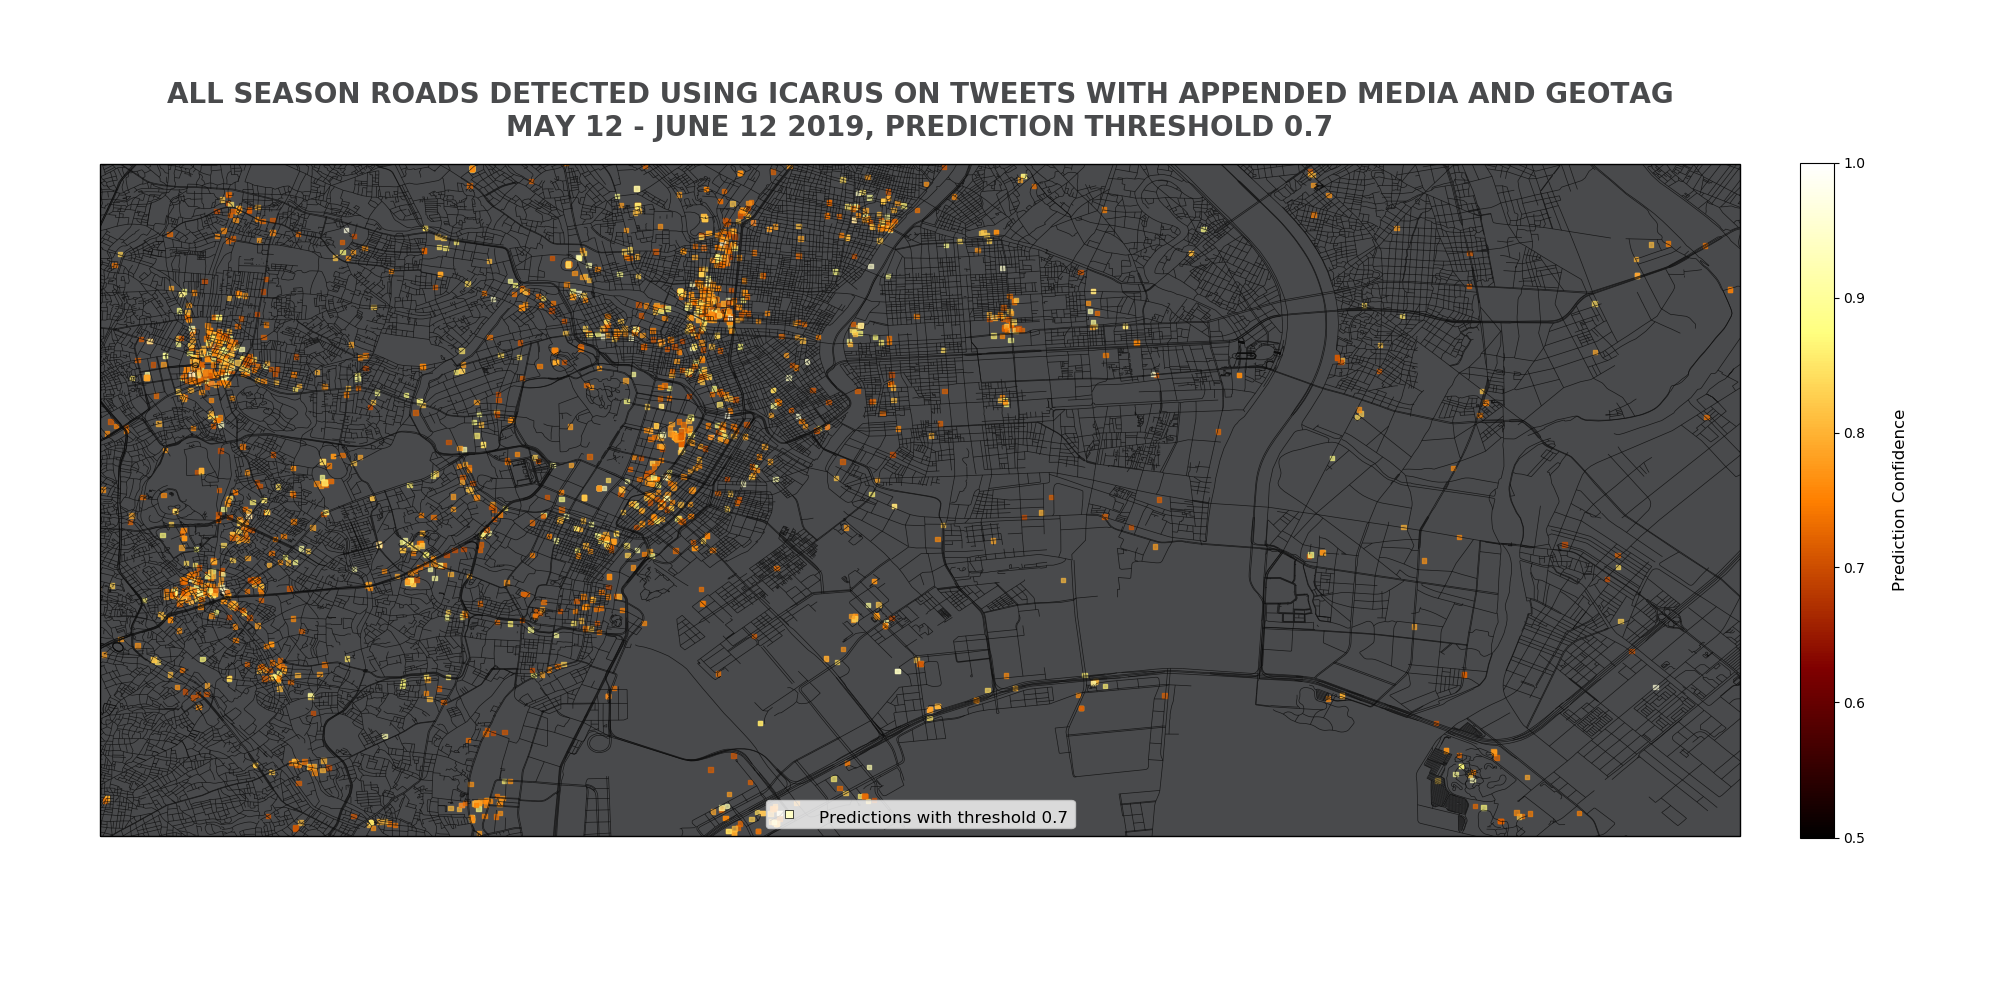 ALL SEASON ROADS DETECTED USING ICARUS ON TWEETS WITH APPENDED MEDIA AND GEOTAG
MAY 12 - JUNE 12 2019, PREDICTION THRESHOLD 0.7
1.0
0.9
0.8
0.7
0.6
0.5
Prediction Confidence
Predictions with threshold 0.7